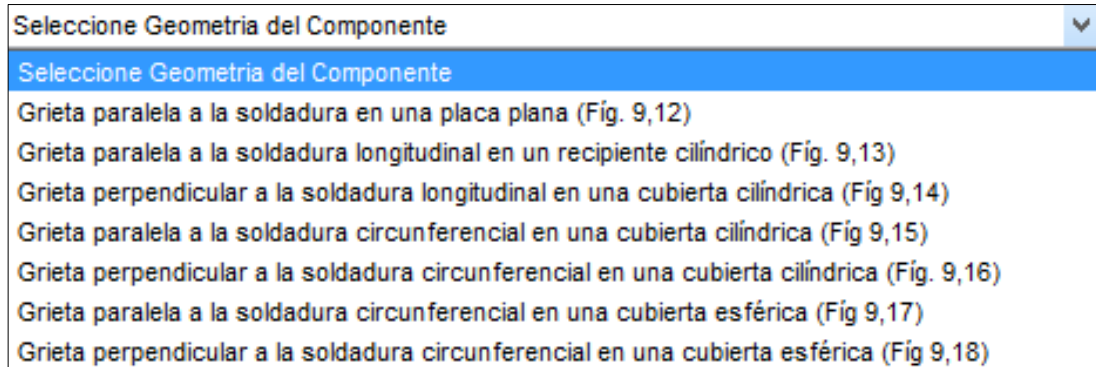 Seleccione Geometria del Componente
Seleccione Geometria del Componente
Grieta paralela a la soldadura en una placa plana (Fíg. 9,12)
Grieta paralela a la soldadura longitudinal en un recipiente cilíndrico (Fíg. 9,13)
Grieta perpendicular a la soldadura longitudinal en una cubierta cilíndrica (Fíg 9,14)
Grieta paralela a la soldadura circunferencial en una cubierta cilíndrica (Fíg 9,15)
Grieta perpendicular a la soldadura circunferencial en una cubierta cilíndrica (Fíg. 9,16)
Grieta paralela a la soldadura circunferencial en una cubierta esférica (Fíg 9,17)
Grieta perpendicular a la soldadura circunferencial en una cubierta esférica (Fíg 9,18)